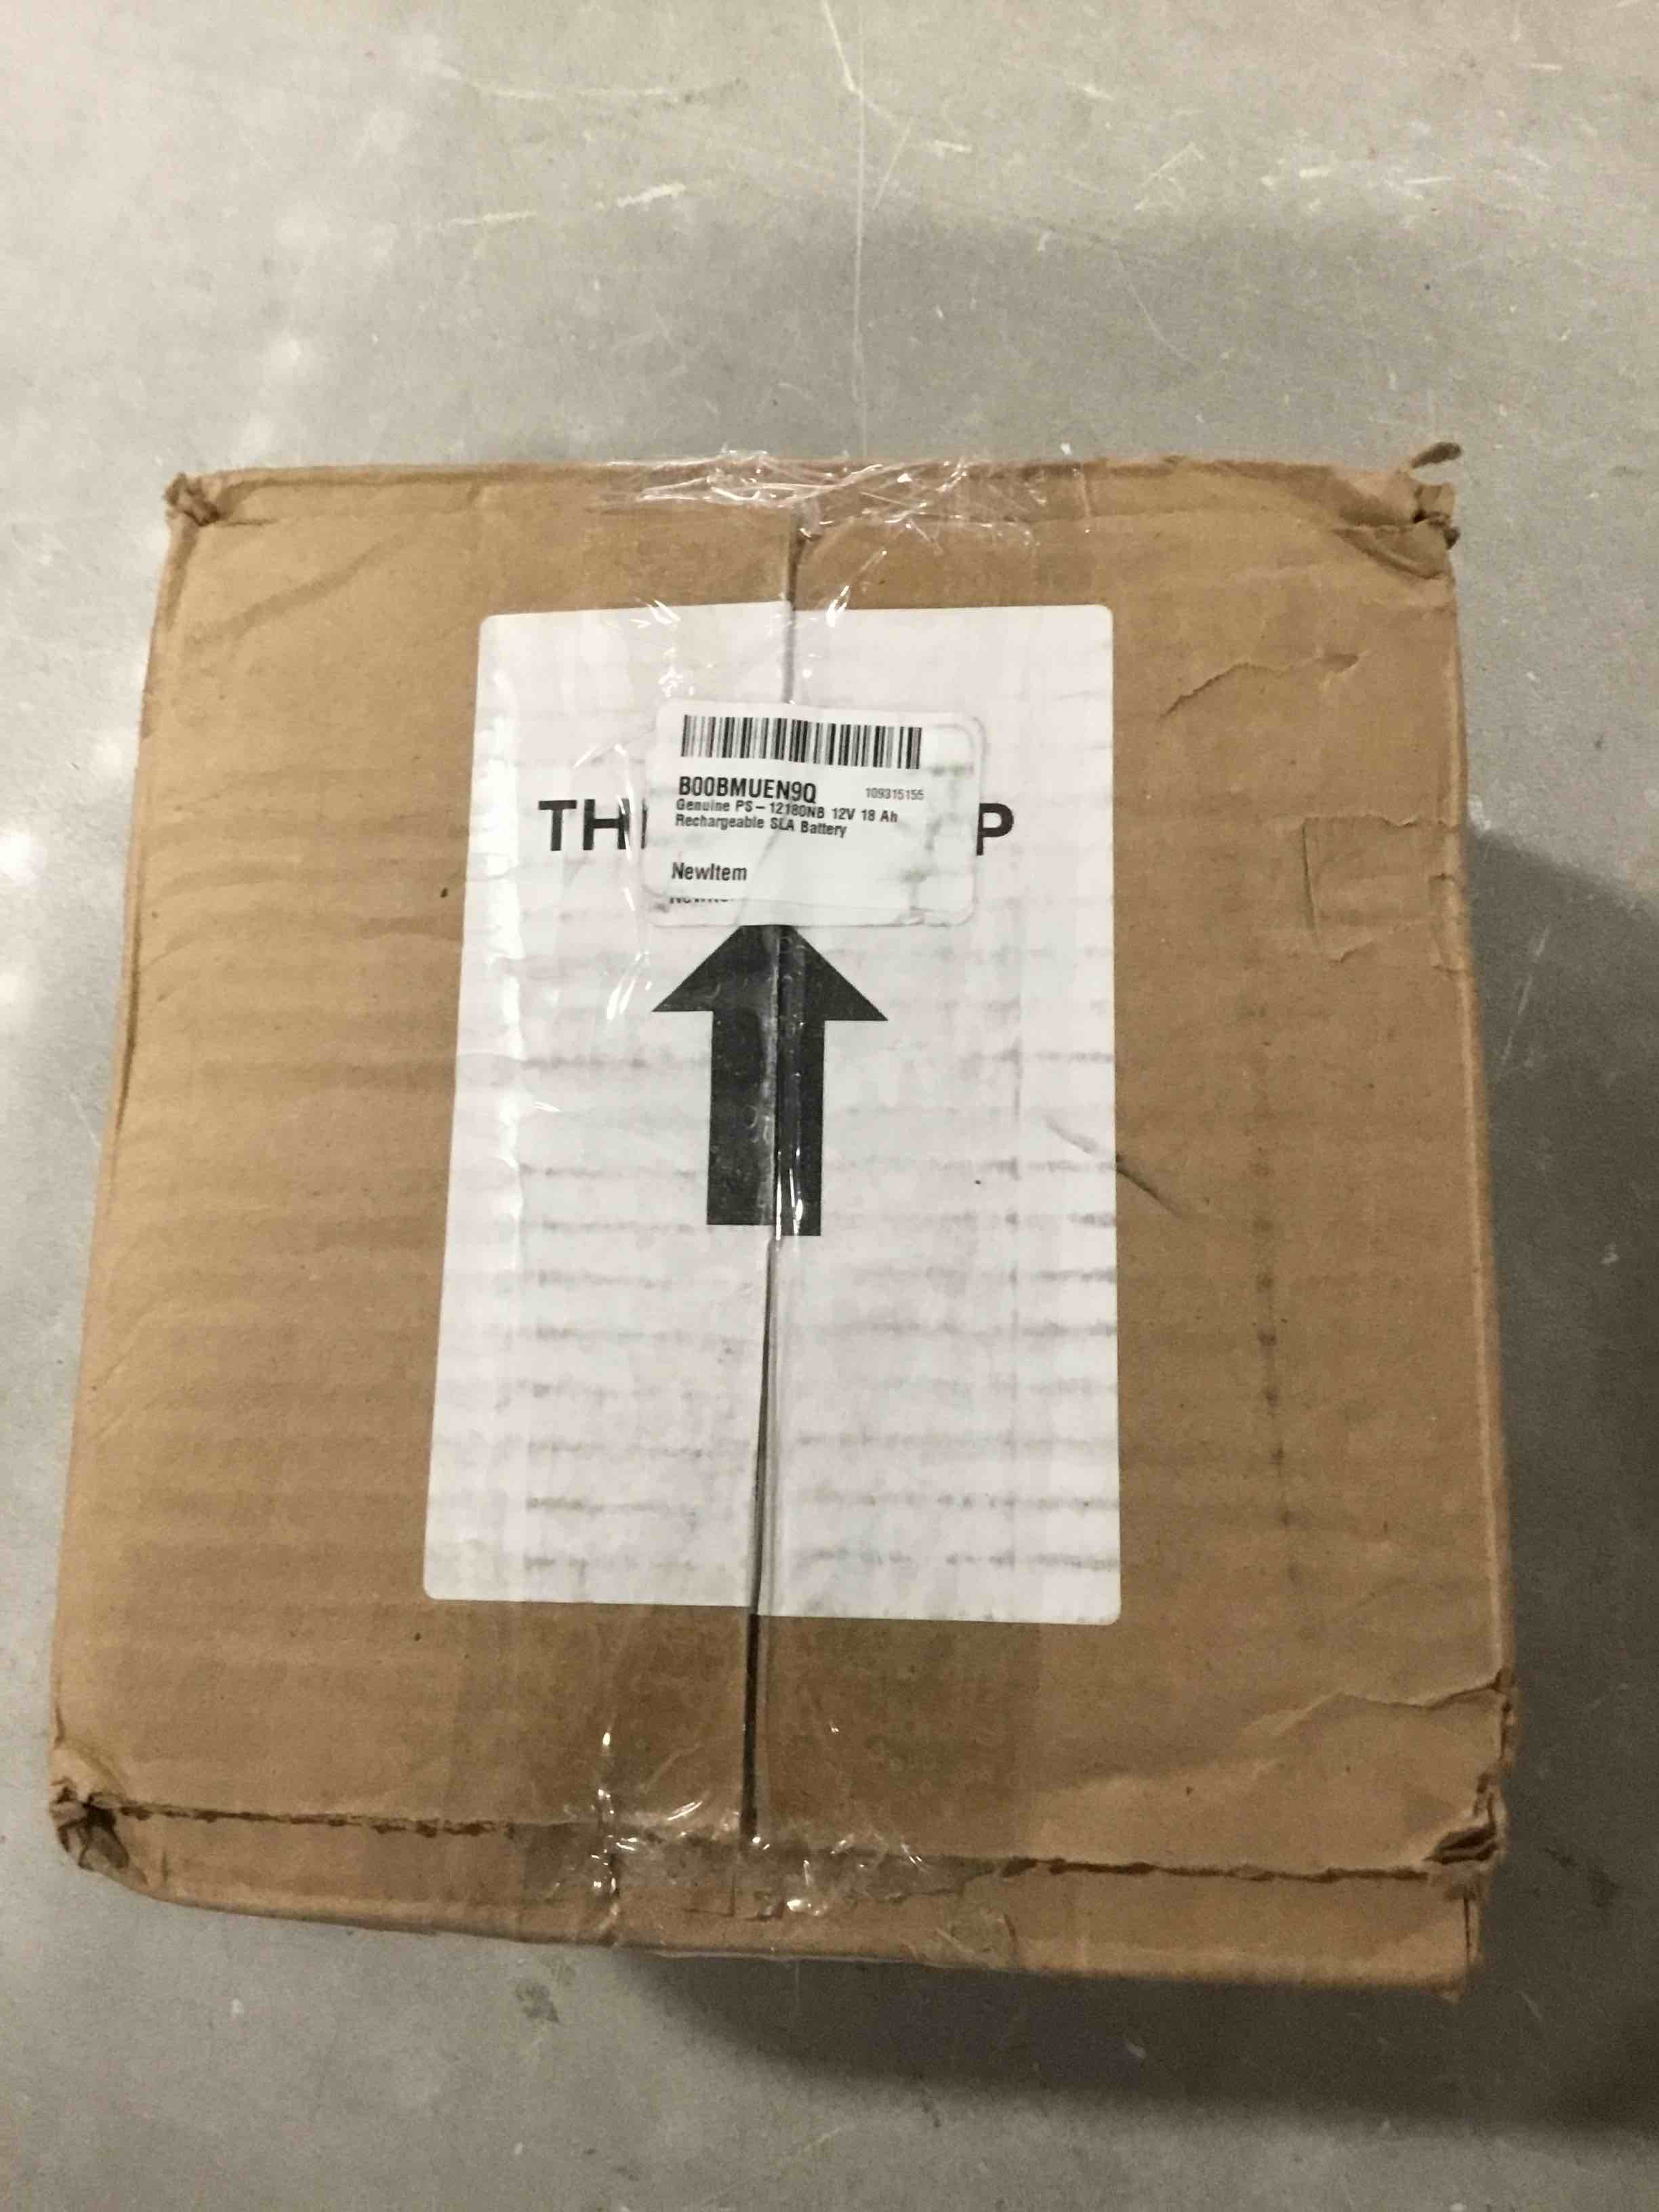 B00BMUEN9Q 109315155
Genuine PS-12180NB 12V 18 Ah
Rechargeable SLA Battery
TH P
NewItem